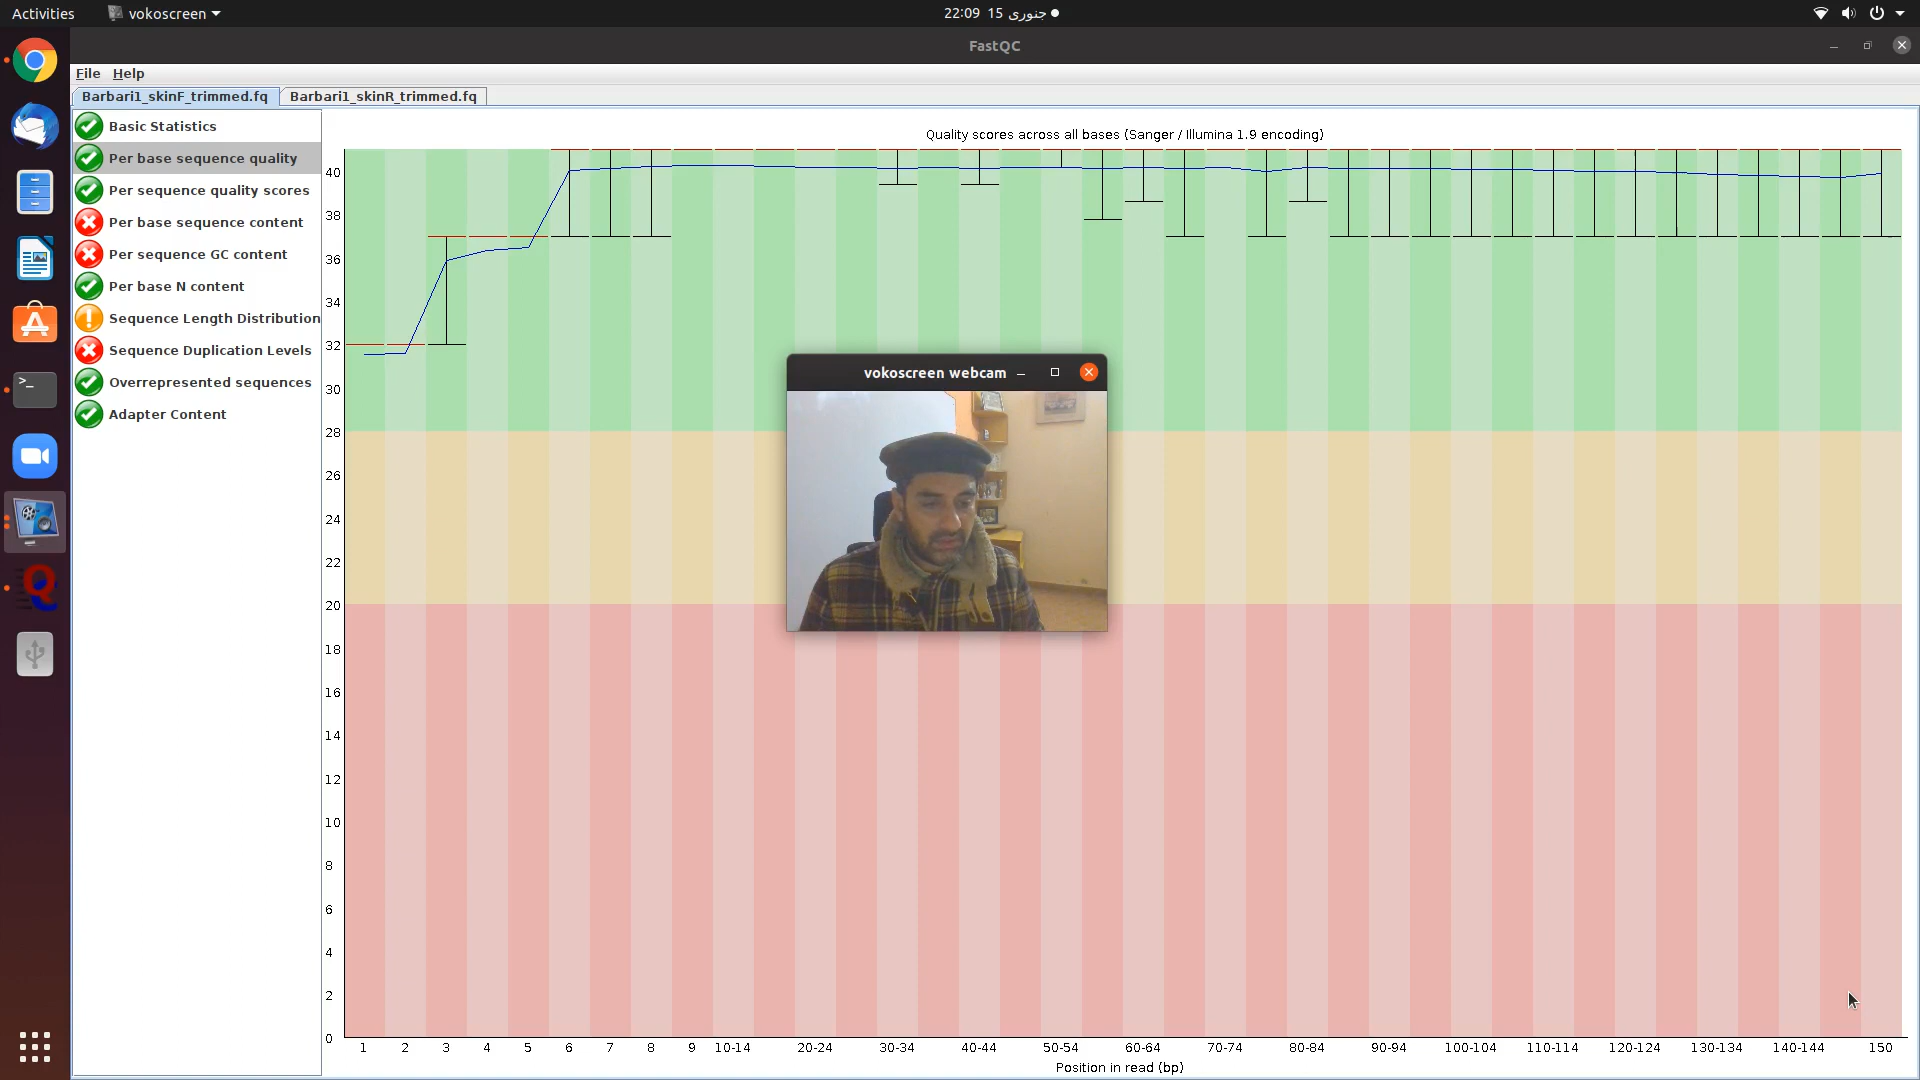 Activities
vokoscreen
22:09 15 جنوری
FastQC
File Help
Barbari1_skinF_trimmed.fq Barbari1_skinR_trimmed.fq
Basic Statistics
Per base sequence quality
Per sequence quality scores
Per base sequence content
Per sequence GC content
Per base N content
Sequence Length Distribution
Sequence Duplication Levels
Overrepresented sequences
Adapter Content
Quality scores across all bases (Sanger / Illumina 1.9 encoding)
40
38
36
34
32
30
28
26
24
22
20
18
16
14
12
10
8
6
4
2
0
vokoscreen webcam
1 2 3 4 5 6 7 8 9 10-14 20-24 30-34 40-44 50-54 60-64 70-74 80-84 90-94 100-104 110-114 120-124 130-134 140-144 150
Position in read (bp)